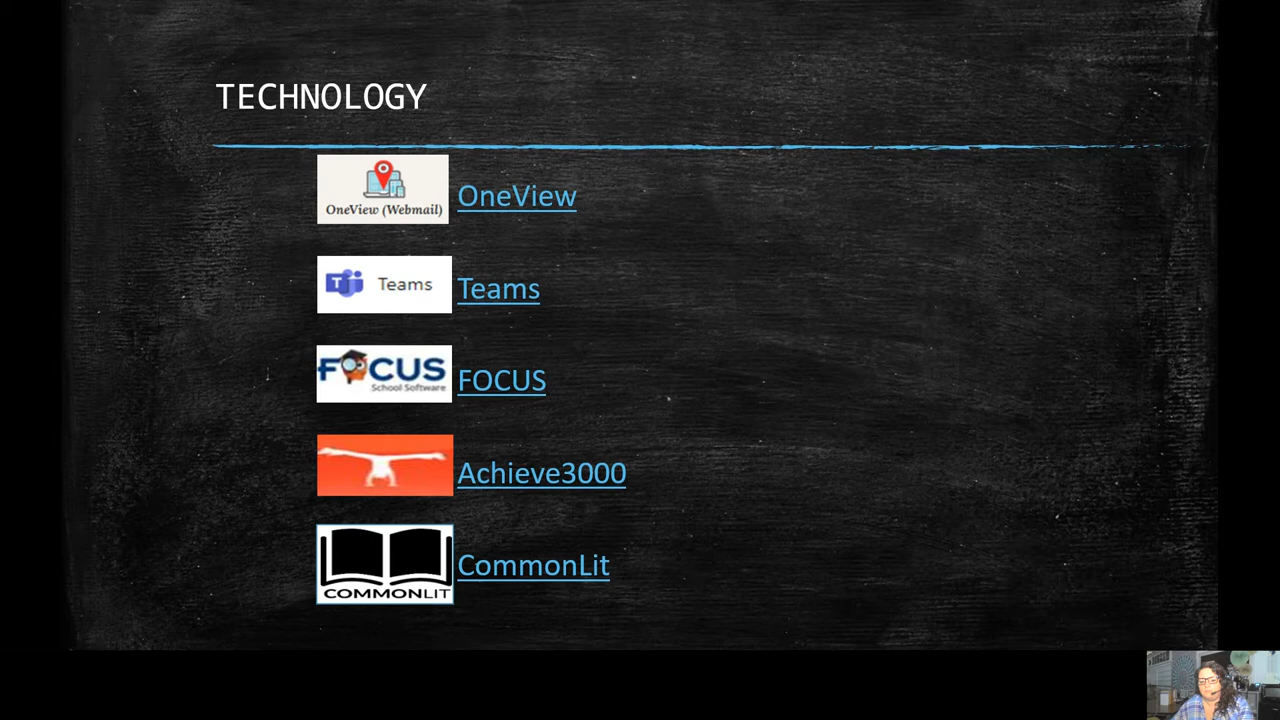 TECHNOLOGY
OneView (Webmail)
OneView
Teams
Teams
FOCUS
School Software
FOCUS
Achieve3000
COMMONLIT
CommonLit